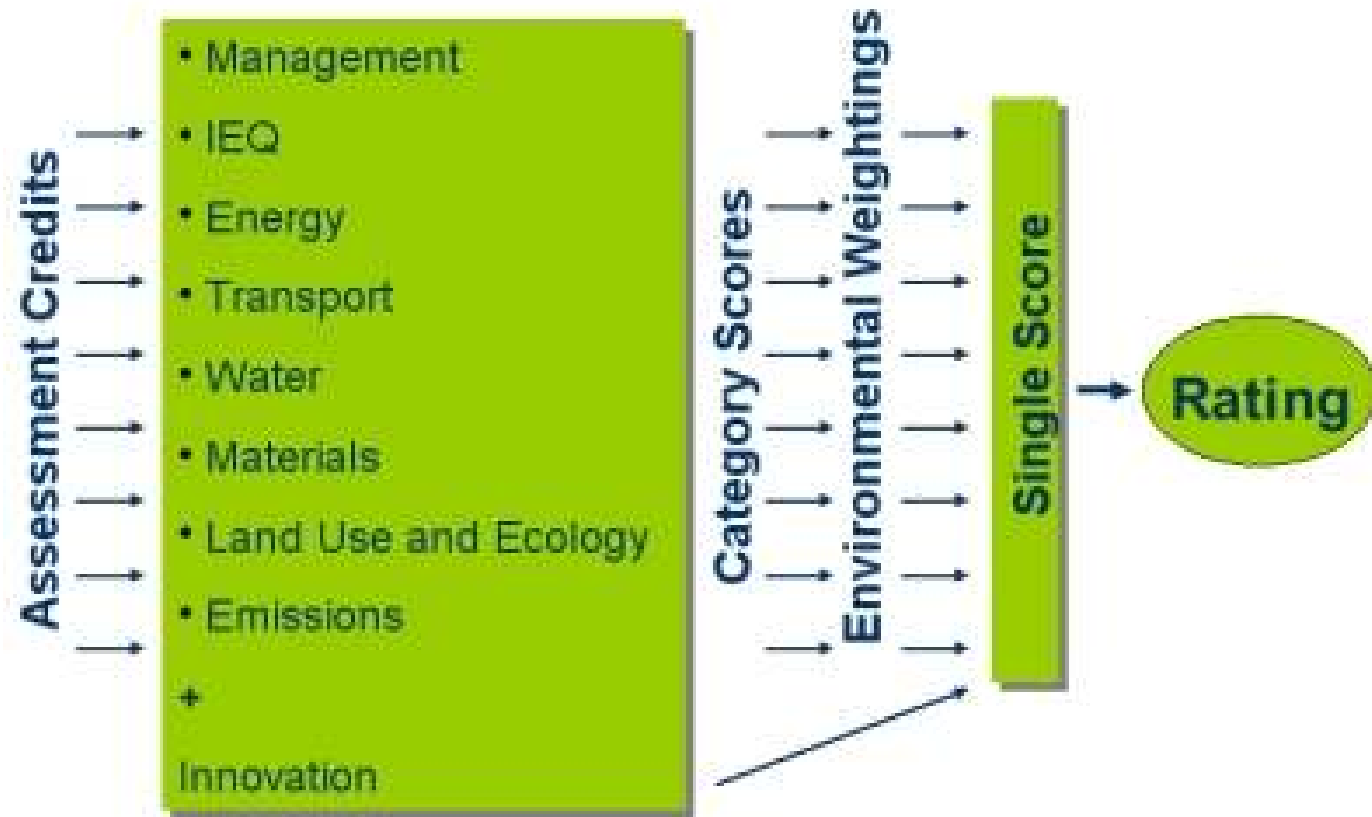 Assessment Credits
• Management
• IEQ
• Energy
• Transport
• Water
• Materials
• Land Use and Ecology
• Emissions
+
Innovation
Category Scores
Environmental Weightings
Single Score
Rating